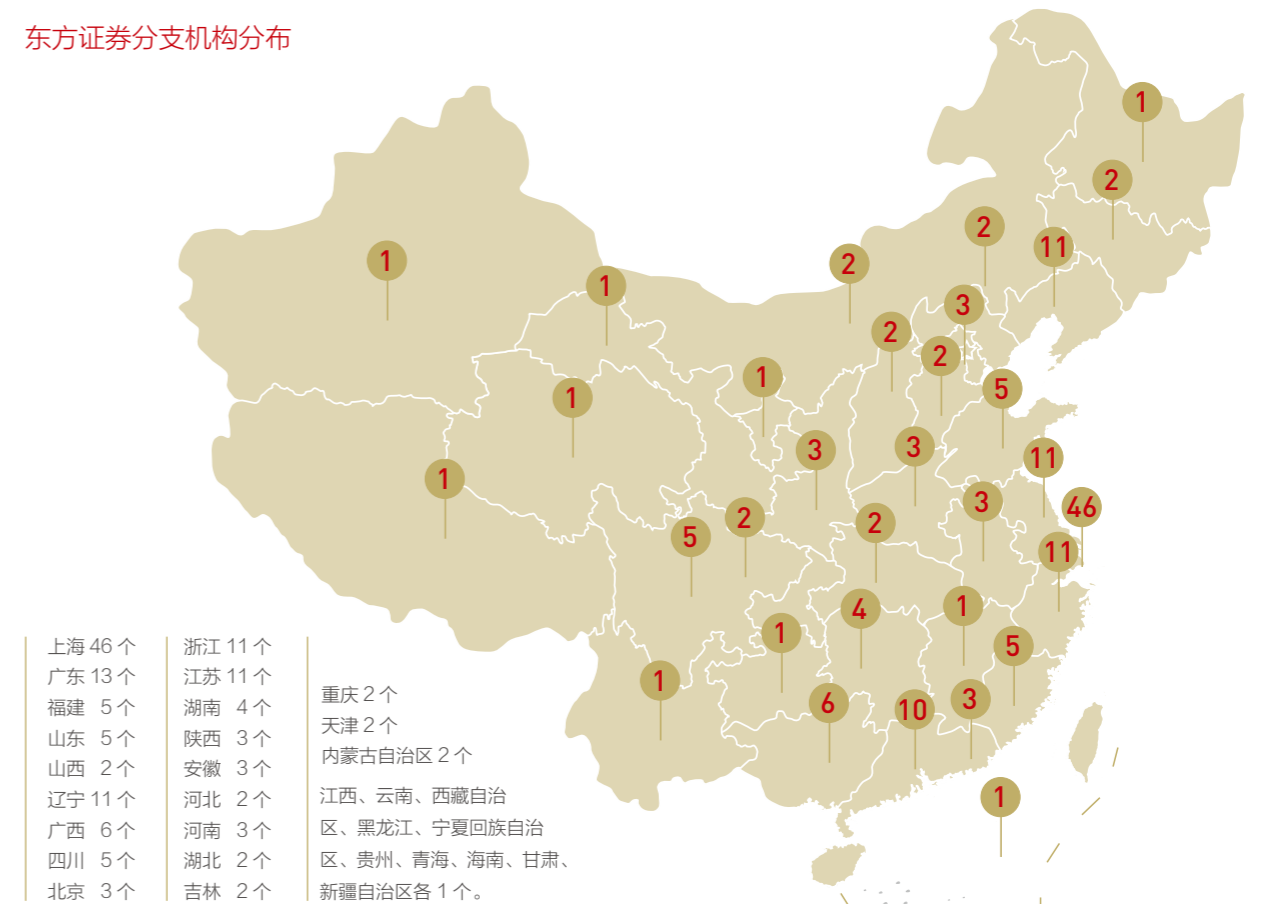 东方证券分支机构分布
1
2
2
11
1
2
1
3
2
2
1
5
1
3
3
11
1
3
46
2
2
5
11
4
1
1
5
1
6
10
3
1
上海 46 个
广东 13 个
福建 5 个
山东 5 个
山西 2 个
辽宁 11 个
广西 6 个
四川 5 个
北京 3 个
浙江 11 个
江苏 11 个
湖南 4 个
陕西 3 个
安徽 3 个
河北 2 个
河南 3 个
湖北 2 个
吉林 2 个
重庆 2 个
天津 2 个
内蒙古自治区 2 个
江西、云南、西藏自治
区、黑龙江、宁夏回族自治
区、贵州、青海、海南、甘肃、
新疆自治区各 1 个。